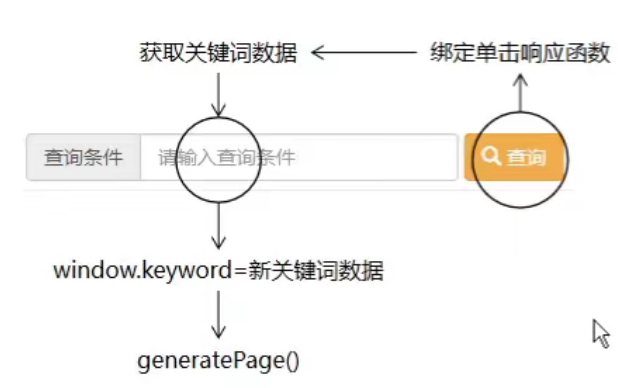 获取关键词数据
绑定单击响应函数
查询条件
请输入查询条件
查询
window.keyword=新关键词数据
generatePage()